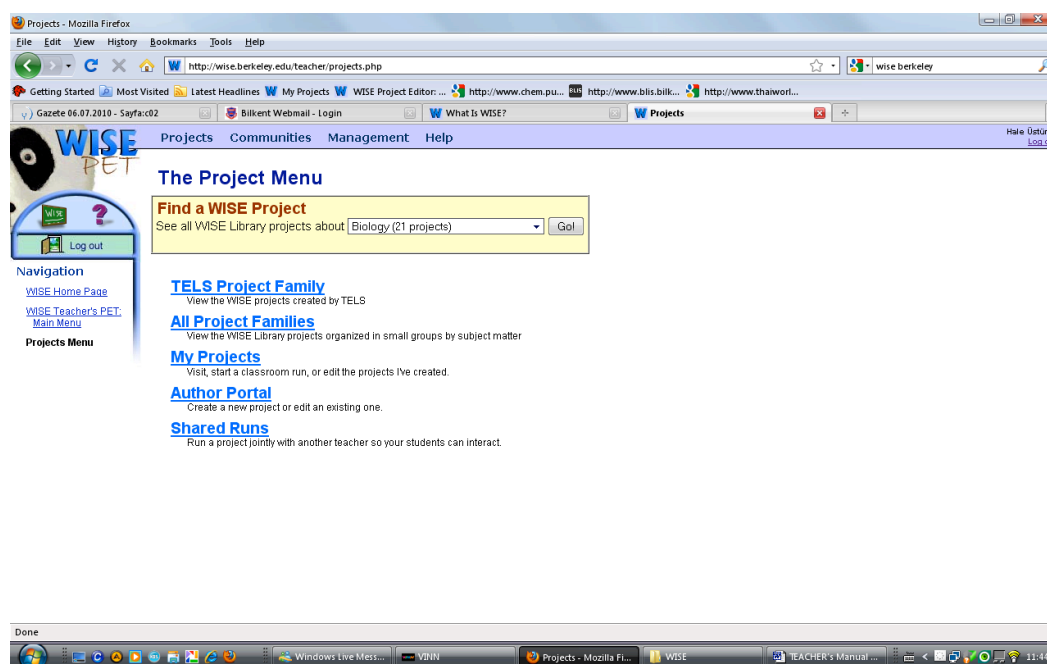 Projects - Mozilla Firefox
File Edit View History Bookmarks Tools Help
W http://wise.berkeley.edu/teacher/projects.php wise berkeley
Getting Started Most Visited Latest Headlines W My Projects W WISE Project Editor: ... http://www.chem.pu... BLIS http://www.blis.bilk... http://www.thaiworl...
Gazete 06.07.2010 - Sayfa:c02 Bilkent Webmail - Login W What Is WISE? W Projects
WISE
PET
Projects Communities Management Help
Log
The Project Menu
Find a WISE Project
See all WISE Library projects about Biology (21 projects) Go!
WISE ?
Log out
Navigation
WISE Home Page
WISE Teacher's PET:
Main Menu
Projects Menu
TELS Project Family
View the WISE projects created by TELS
All Project Families
View the WISE Library projects organized in small groups by subject matter
My Projects
Visit, start a classroom run, or edit the projects I've created.
Author Portal
Create a new project or edit an existing one.
Shared Runs
Run a project jointly with another teacher so your students can interact.
Done
Windows Live Mess... VINN Projects - Mozilla Fi... WISE TEACHER's Manual ... 11:44